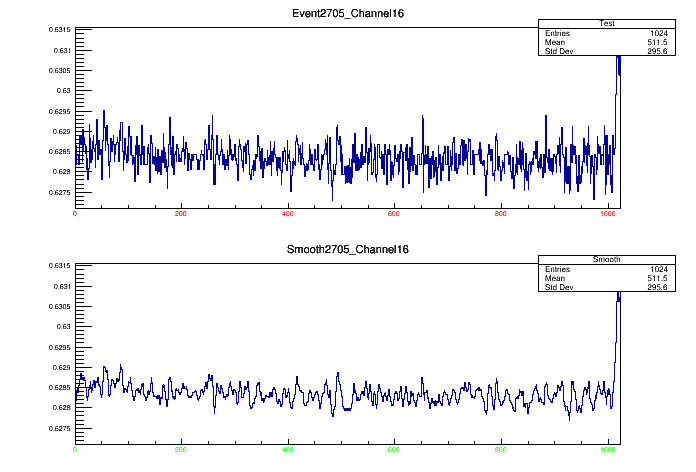 Event2705_Channel16
Test
Entries 1024
Mean 511.5
Std Dev 295.6
0.6315
0.631
0.6305
0.63
0.6295
0.629
0.6285
0.628
0.6275
0 200 400 600 800 1000
Smooth2705_Channel16
Smooth
Entries 1024
Mean 511.5
Std Dev 295.6
0.6315
0.631
0.6305
0.63
0.6295
0.629
0.6285
0.628
0.6275
0 200 400 600 800 1000